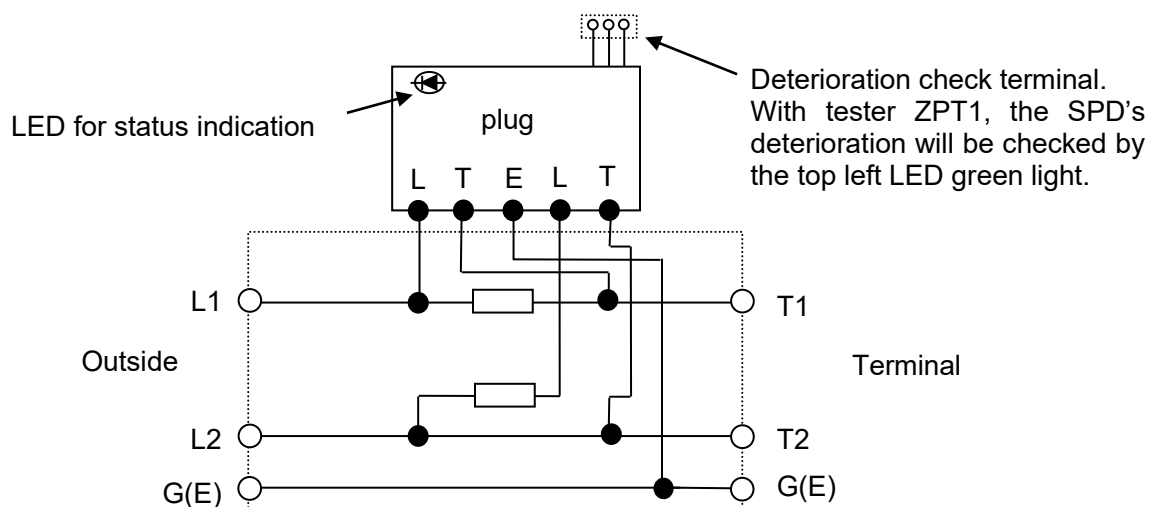 Deterioration check terminal.
With tester ZPT1, the SPD's
deterioration will be checked by
the top left LED green light.
LED for status indication
plug
L T E L T
L1
T1
Outside
Terminal
L2
T2
G(E)
G(E)